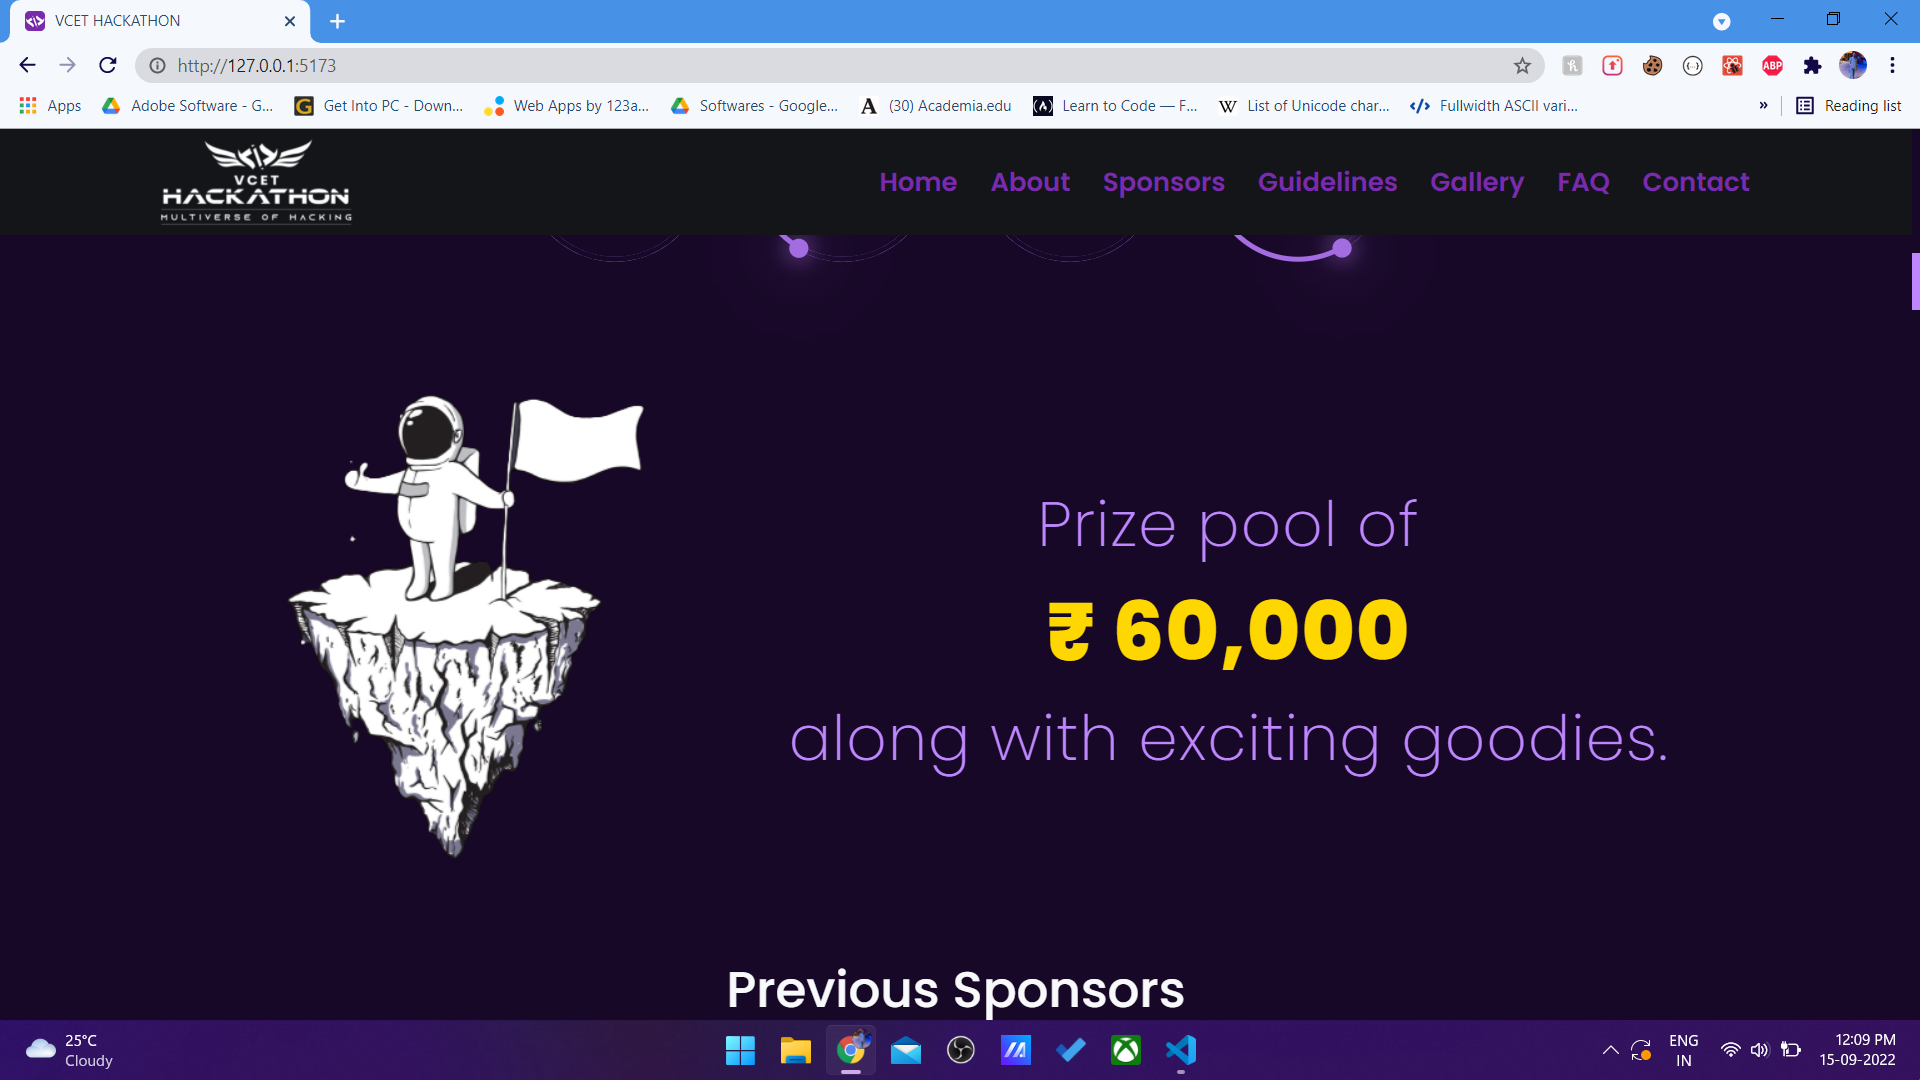 VCET HACKATHON
http://127.0.0.1:5173
ABP
Apps
Adobe Software - G...
Get Into PC - Down...
Web Apps by 123a...
Softwares - Google...
(30) Academia.edu
Learn to Code — F...
List of Unicode char...
Fullwidth ASCII vari...
»
Reading list
VCET
HACKATHON
MULTIVERSE OF HACKING
Home
About
Sponsors
Guidelines
Gallery
FAQ
Contact
Prize pool of
₹ 60,000
along with exciting goodies.
Previous Sponsors
25°C
Cloudy
ENG
IN
12:09 PM
15-09-2022